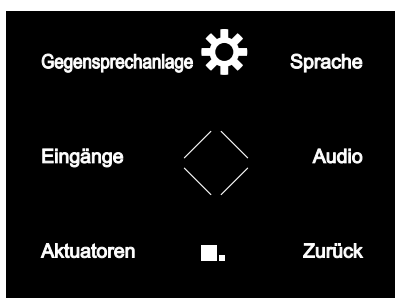 Gegensprechanlage
Sprache
Eingänge
Audio
Aktuatoren
Zurück